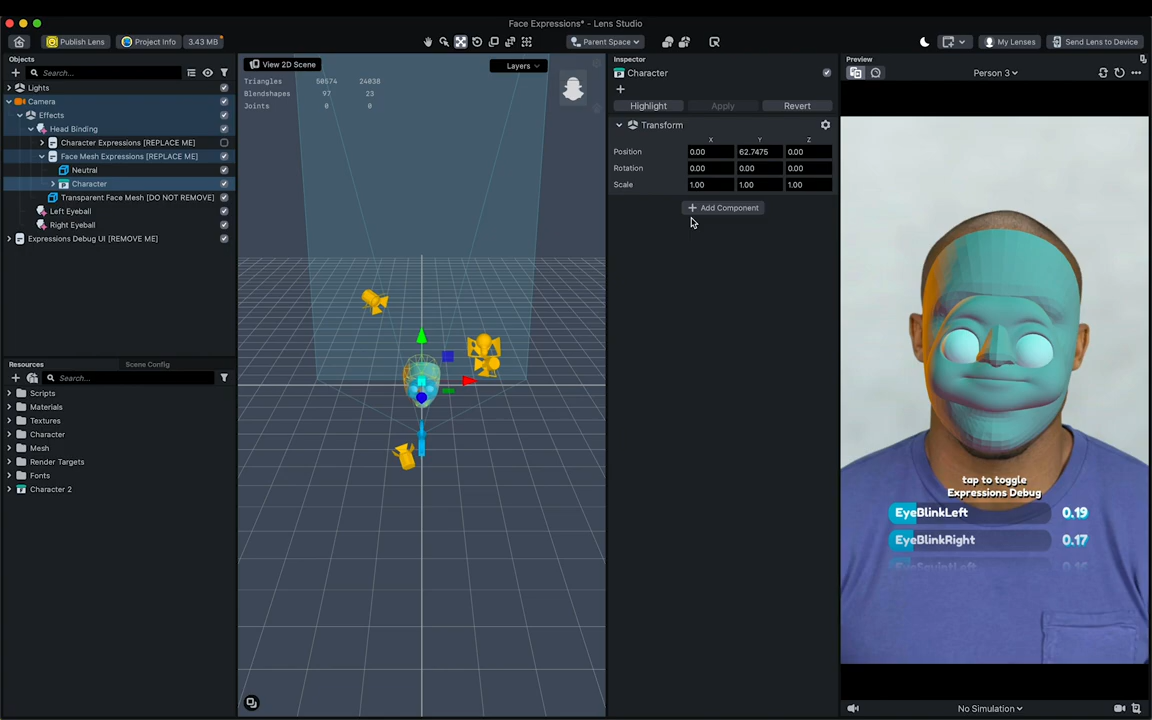 Face Expressions* - Lens Studio
Publish Lens
Project Info
3.43 MB
Parent Space
My Lenses
Send Lens to Device
Objects
Search...
Lights
Camera
Effects
Head Binding
Character Expressions [REPLACE ME]
Face Mesh Expressions [REPLACE ME]
Neutral
Character
Transparent Face Mesh [DO NOT REMOVE]
Left Eyeball
Right Eyeball
Expressions Debug UI [REMOVE ME]
Resources
Scene Config
Search...
Scripts
Materials
Textures
Character
Mesh
Render Targets
Fonts
Character 2
View 2D Scene
Layers
Triangles 50574 24038
Blendshapes 97 23
Joints 0 0
Inspector
Character
Highlight
Apply
Revert
Transform
X Y Z
Position 0.00 62.7475 0.00
Rotation 0.00 0.00 0.00
Scale 1.00 1.00 1.00
Add Component
Preview
Person 3
tap to toggle
Expressions Debug
EyeBlinkLeft 0.19
EyeBlinkRight 0.17
EyeSquintLeft 0.16
No Simulation